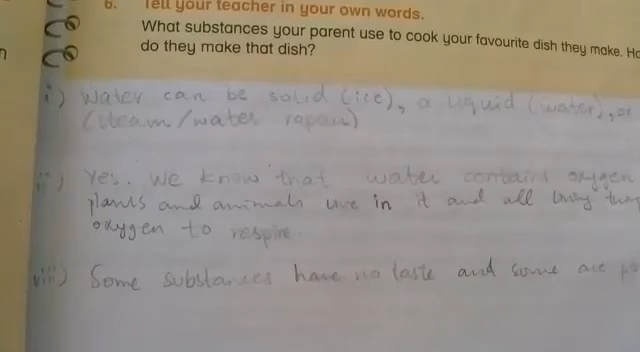 6. Tell your teacher in your own words.
What substances your parent use to cook your favourite dish they make. Ho
do they make that dish?
i) Water can be solid (ice), a liquid (water), or
(steam/water vapour)
ii) Yes. We know that water contains oxygen
plants and animals live in it and all living
oxygen to respire.
viii) Some substances have no taste and some are po